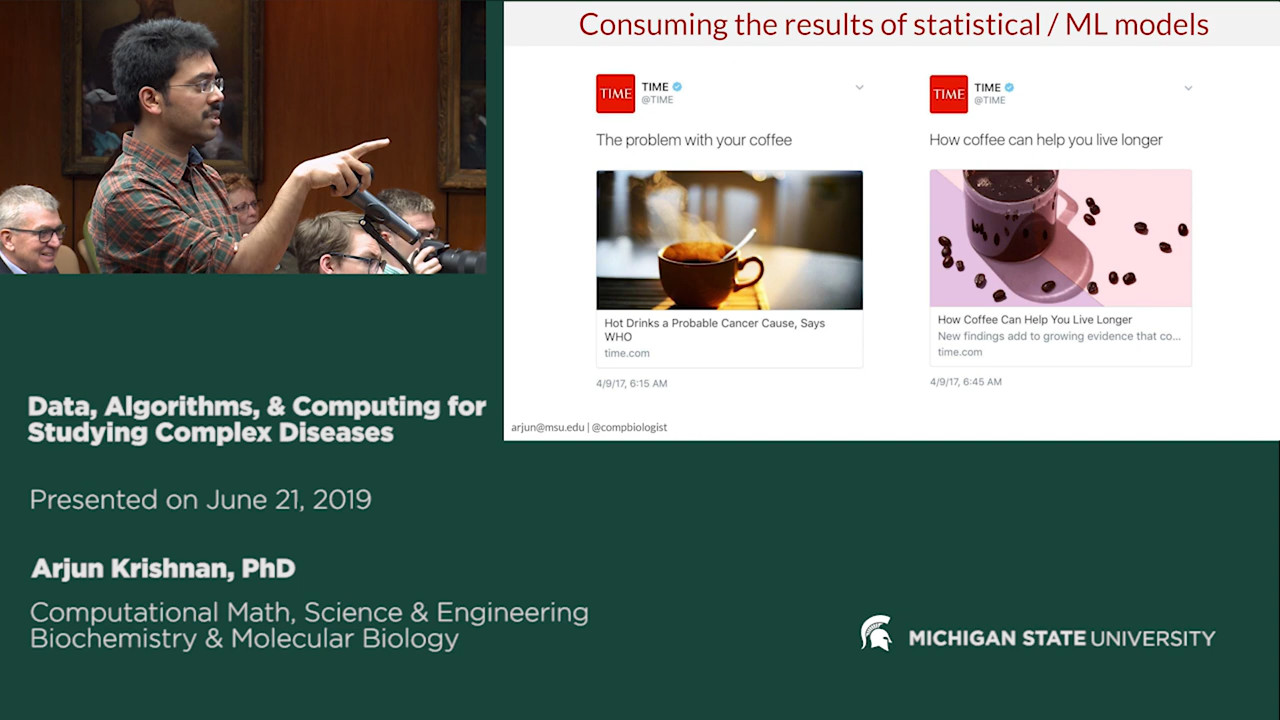 Consuming the results of statistical / ML models
TIME
TIME
@TIME
The problem with your coffee
Hot Drinks a Probable Cancer Cause, Says
WHO
time.com
4/9/17, 6:15 AM
TIME
TIME
@TIME
How coffee can help you live longer
How Coffee Can Help You Live Longer
New findings add to growing evidence that co...
time.com
4/9/17, 6:45 AM
arjun@msu.edu | @compbiologist
Data, Algorithms, & Computing for
Studying Complex Diseases
Presented on June 21, 2019
Arjun Krishnan, PhD
Computational Math, Science & Engineering
Biochemistry & Molecular Biology
MICHIGAN STATE UNIVERSITY